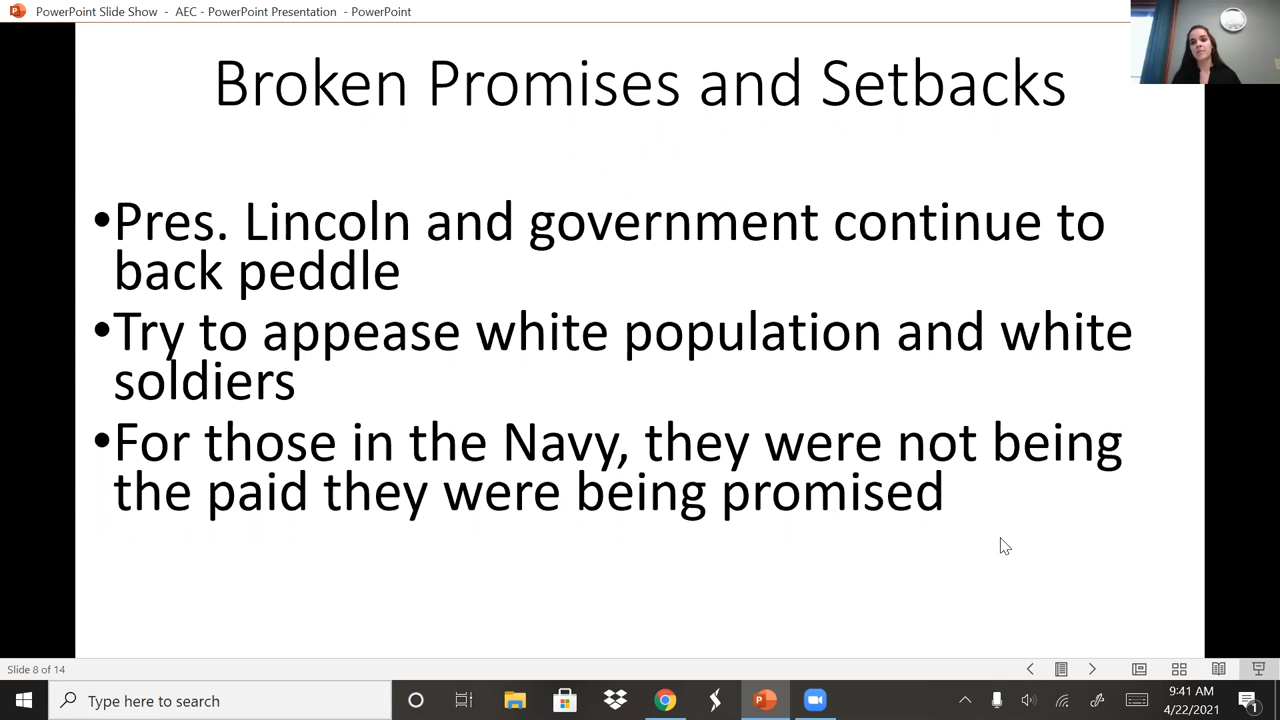 PowerPoint Slide Show - AEC - PowerPoint Presentation - PowerPoint
Broken Promises and Setbacks
•Pres. Lincoln and government continue to
back peddle
•Try to appease white population and white
soldiers
•For those in the Navy, they were not being
the paid they were being promised
Slide 8 of 14
Type here to search
9:41 AM
4/22/2021
1